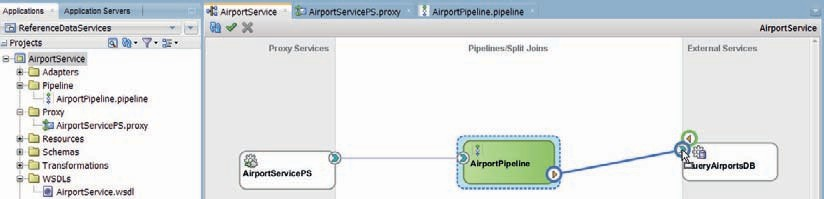 Applications
Application Servers
ReferenceDataServices
Projects
AirportService
Adapters
Pipeline
AirportPipeline.pipeline
Proxy
AirportServicePS.proxy
Resources
Schemas
Transformations
WSDLs
AirportService.wsdl
AirportService
AirportServicePS.proxy
AirportPipeline.pipeline
AirportService
Proxy Services
Pipelines/Split Joins
External Services
AirportServicePS
AirportPipeline
ueryAirportsDB